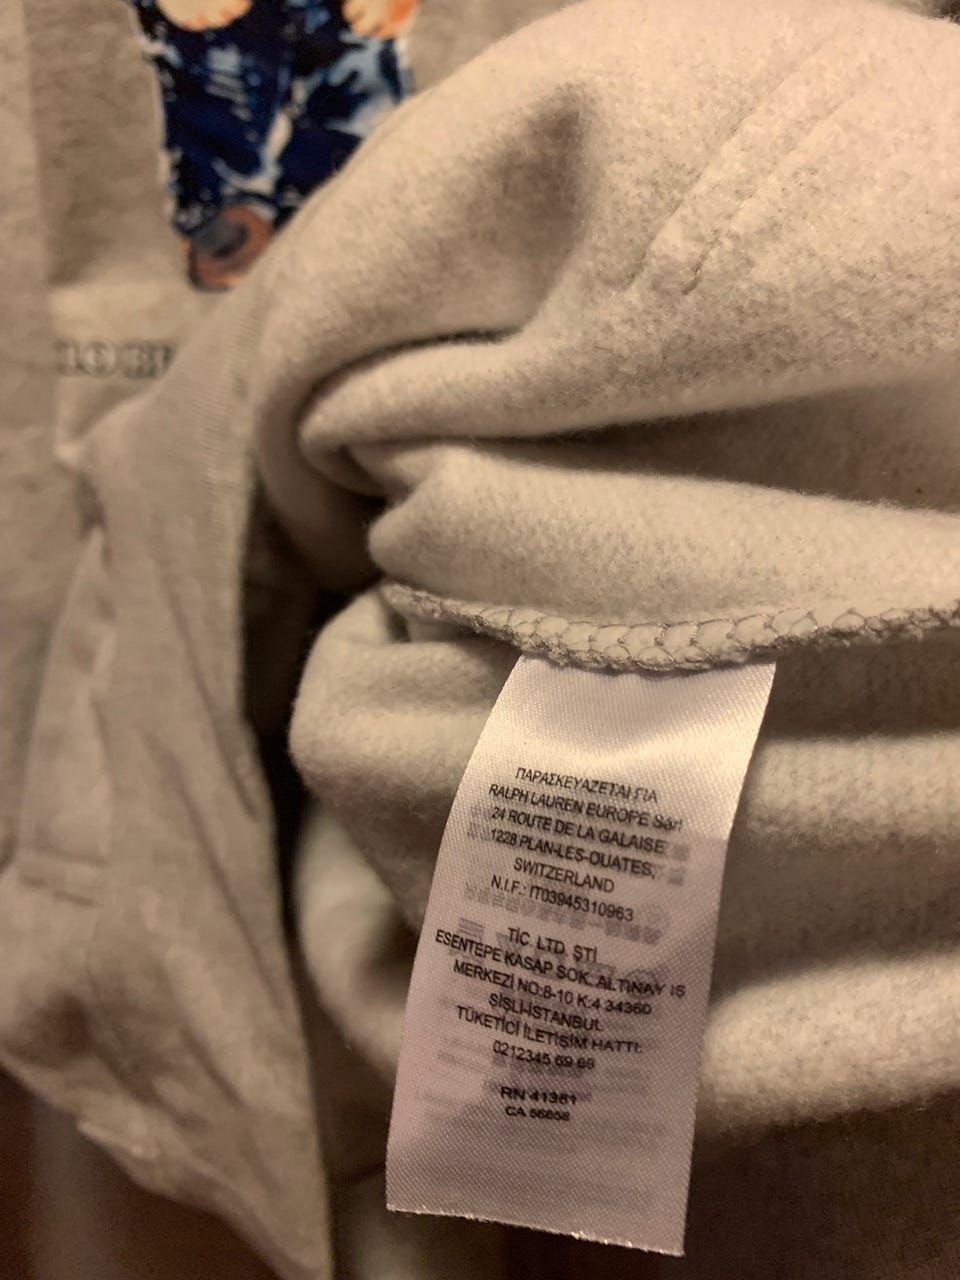 ΠΑΡΑΣΚΕΥΑΖΕΤΑΙ ΓΙΑ
RALPH LAUREN EUROPE Sàrl
24 ROUTE DE LA GALAISE
1228 PLAN-LES-OUATES,
SWITZERLAND
N.I.F.: IT03945310963
TİC. LTD. ŞTİ
ESENTEPE KASAP SOK. ALTINAY IŞ
MERKEZİ NO:8-10 K:4 34360
ŞİŞLİ-İSTANBUL
TÜKETİCİ İLETİŞİM HATTI:
0212345 69 69
RN 41381
CA 56858